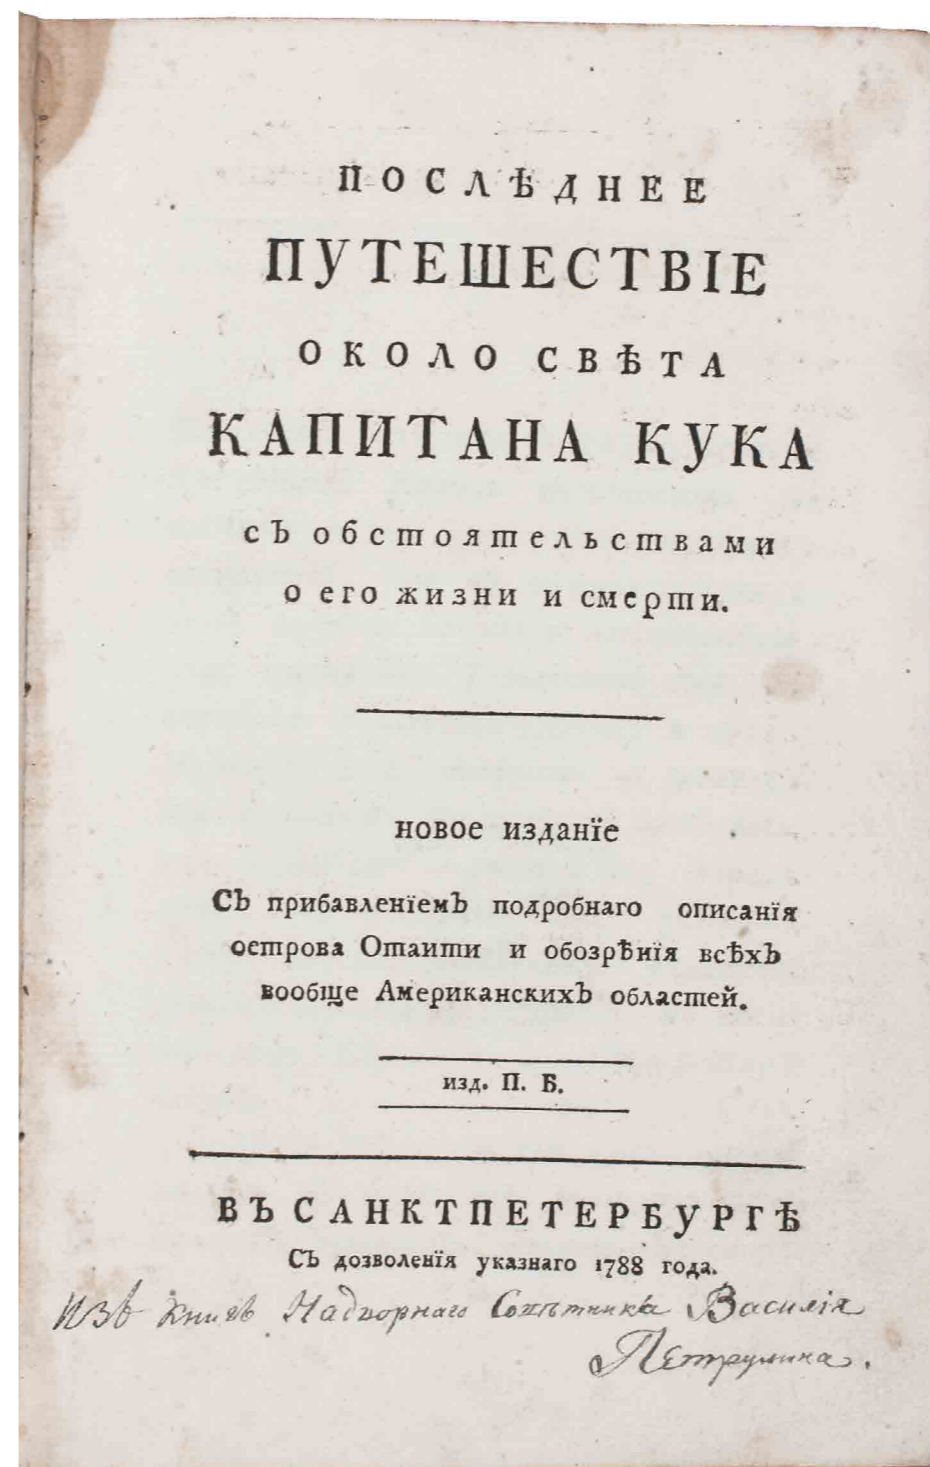 ПОСЛѢДНЕЕ
ПУТЕШЕСТВІЕ
ОКОЛО СВѢТА
КАПИТАНА КУКА
съ обстоятельствами
о его жизни и смерти.
новое изданїе
Съ прибавленїемъ подробнаго описанїя
острова Отаити и обозрѣнїя всѣхъ
вообще Американскихъ областей.
изд. П. Б.
ВЪ САНКТПЕТЕРБУРГѢ
Съ дозволенїя указнаго 1788 года.
Изъ книгъ Надворнаго Совѣтника Василія